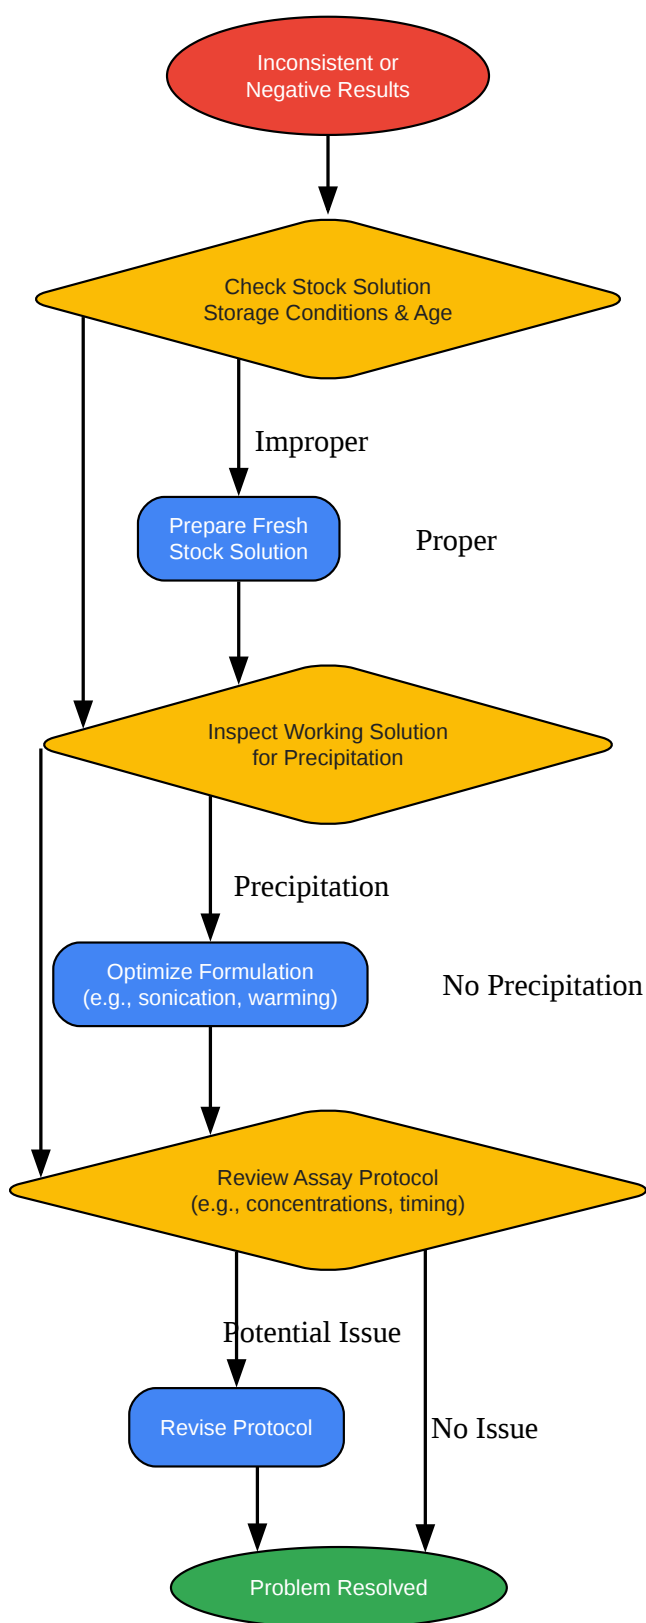 Inconsistent or
Negative Results
Check Stock Solution
Storage Conditions & Age
Improper
Prepare Fresh
Stock Solution
Proper
Inspect Working Solution
for Precipitation
Precipitation
Optimize Formulation
(e.g., sonication, warming)
No Precipitation
Review Assay Protocol
(e.g., concentrations, timing)
Potential Issue
Revise Protocol
No Issue
Problem Resolved